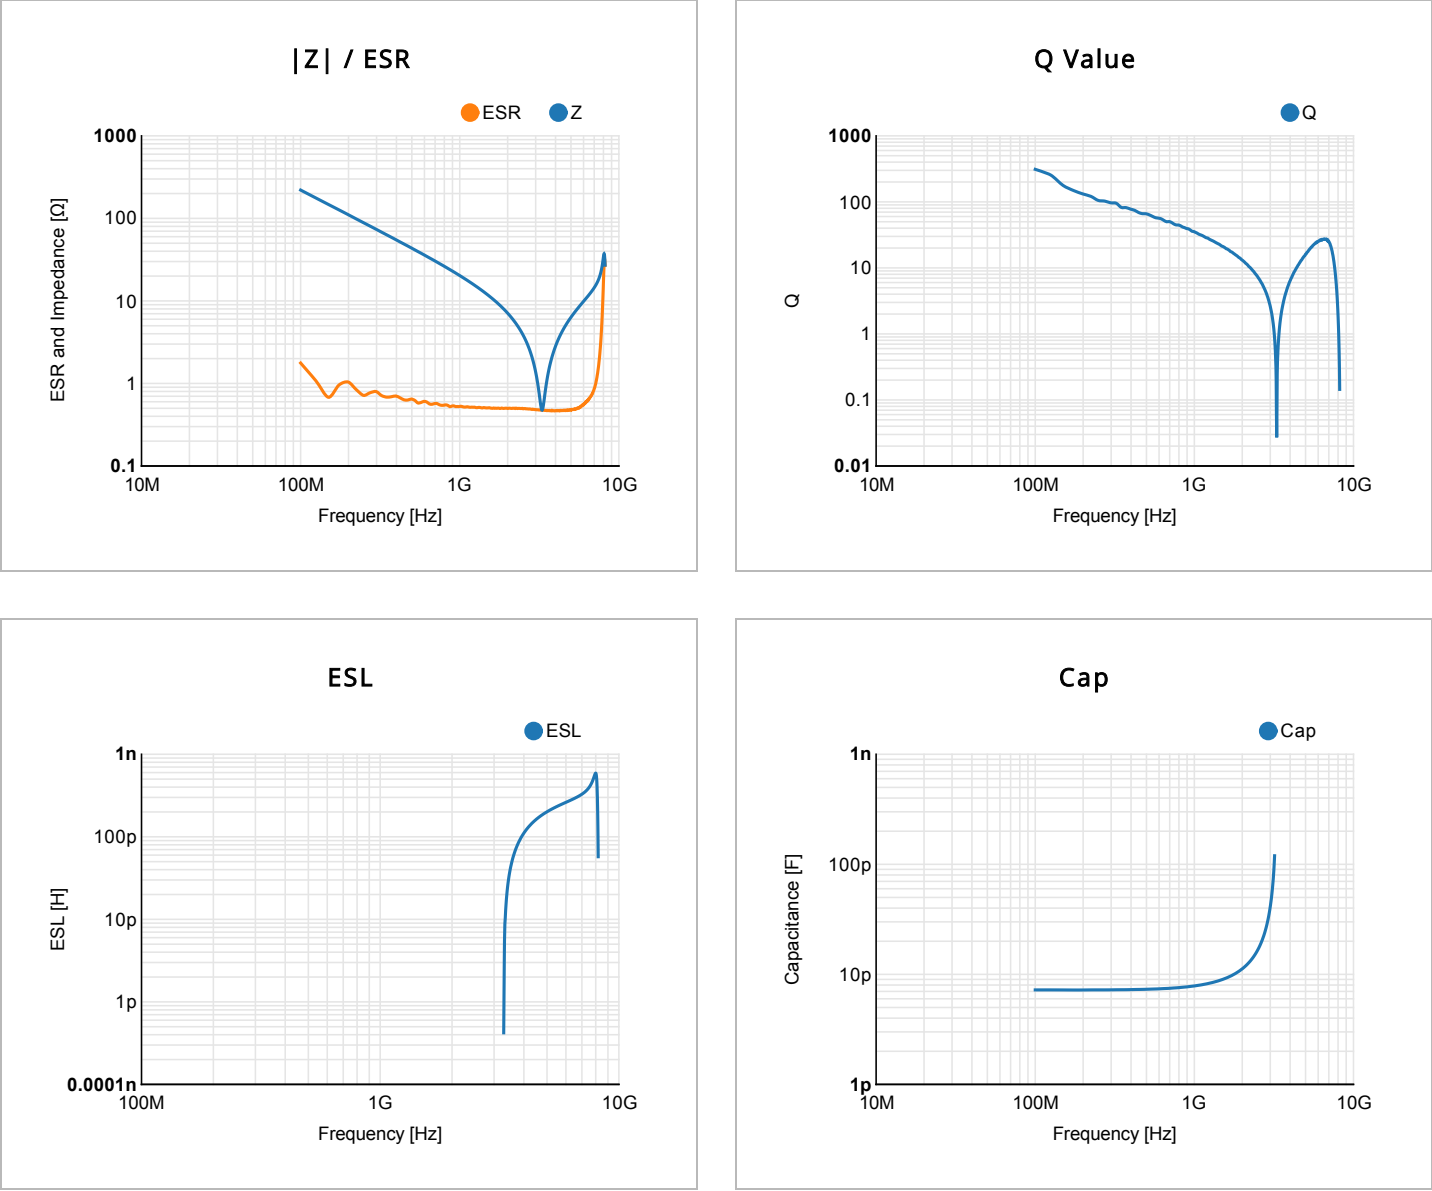 |Z| / ESR
ESR Z
1000
100
10
1
0.1
ESR and Impedance [Ω]
10M 100M 1G 10G
Frequency [Hz]
Q Value
Q
1000
100
10
1
0.1
0.01
Q
10M 100M 1G 10G
Frequency [Hz]
ESL
ESL
1n
100p
10p
1p
0.0001n
ESL [H]
100M 1G 10G
Frequency [Hz]
Cap
Cap
1n
100p
10p
1p
Capacitance [F]
10M 100M 1G 10G
Frequency [Hz]